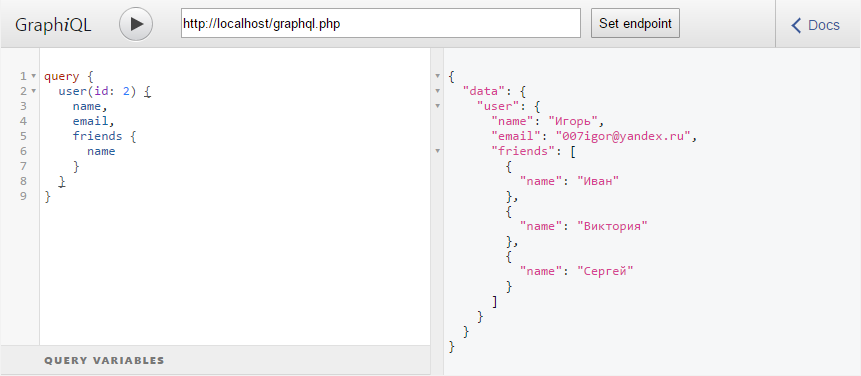 GraphiQL
http://localhost/graphql.php
Set endpoint
Docs
1 query {
2   user(id: 2) {
3     name,
4     email,
5     friends {
6       name
7     }
8   }
9 }
QUERY VARIABLES
{
  "data": {
    "user": {
      "name": "Игорь",
      "email": "007igor@yandex.ru",
      "friends": [
        {
          "name": "Иван"
        },
        {
          "name": "Виктория"
        },
        {
          "name": "Сергей"
        }
      ]
    }
  }
}